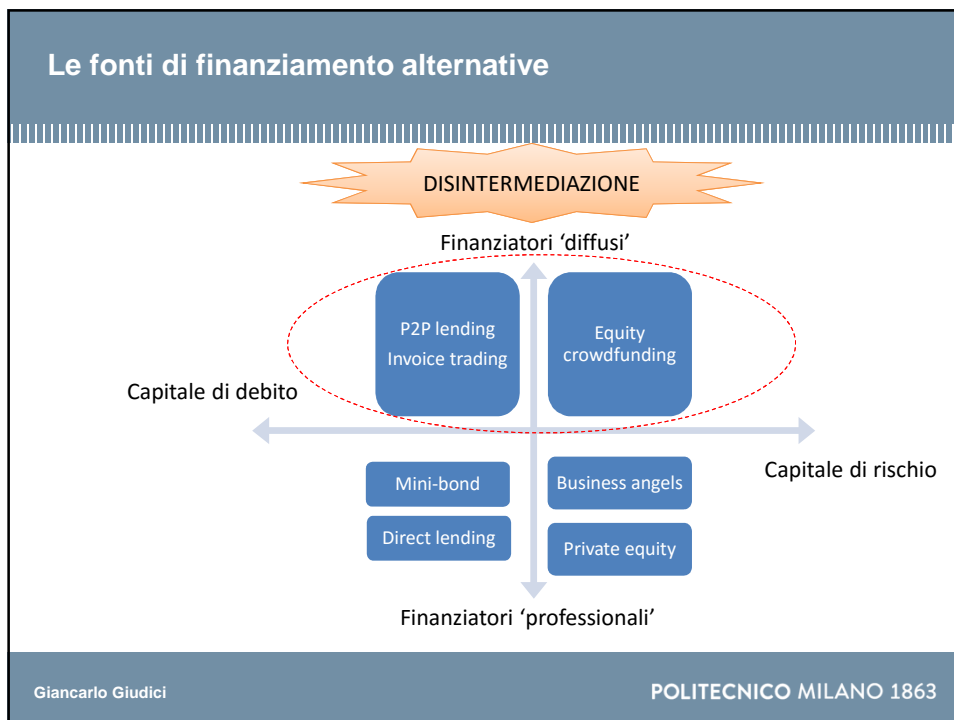 Le fonti di finanziamento alternative
DISINTERMEDIAZIONE
Finanziatori ‘diffusi’
P2P lending
Invoice trading
Equity
crowdfunding
Capitale di debito
Capitale di rischio
Mini-bond
Business angels
Direct lending
Private equity
Finanziatori ‘professionali’
Giancarlo Giudici
POLITECNICO MILANO 1863